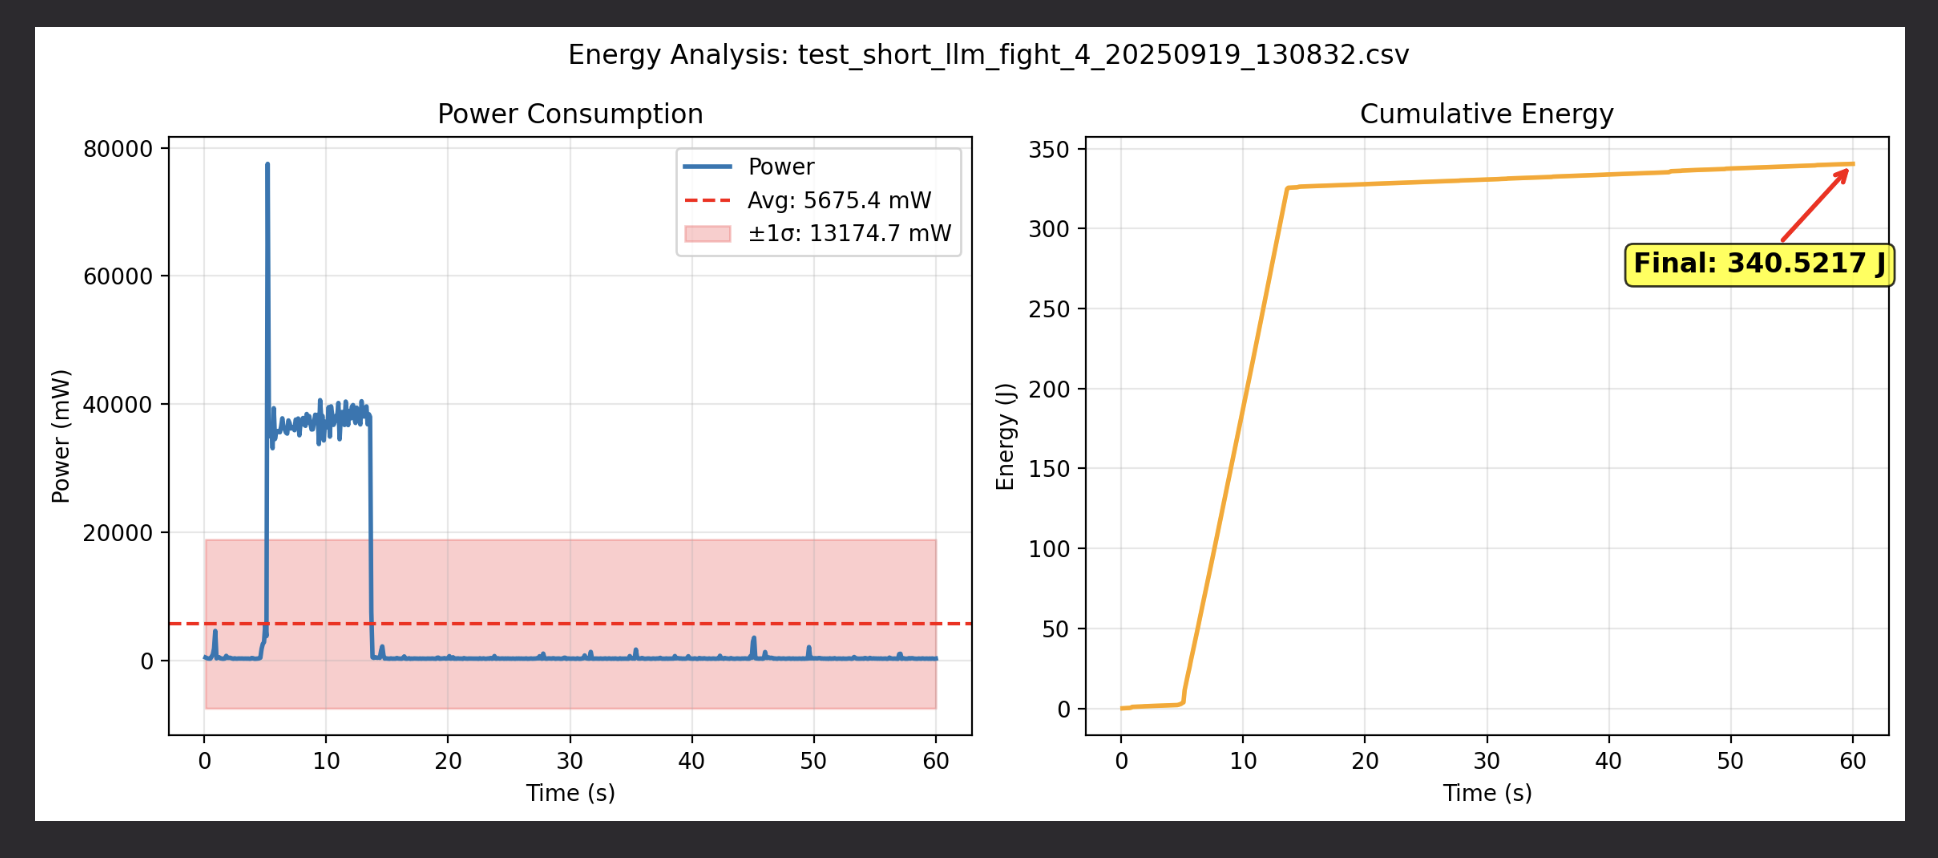 Energy Analysis: test_short_llm_fight_4_20250919_130832.csv
Power Consumption
80000
60000
40000
20000
0
Power (mW)
Power
Avg: 5675.4 mW
±1σ: 13174.7 mW
0 10 20 30 40 50 60
Time (s)
Cumulative Energy
350
300
250
200
150
100
50
0
Energy (J)
Final: 340.5217 J
0 10 20 30 40 50 60
Time (s)